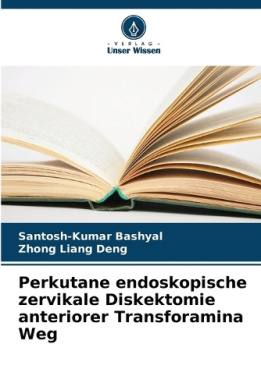 VERLAG
Unser Wissen
Santosh-Kumar Bashyal
Zhong Liang Deng
Perkutane endoskopische
zervikale Diskektomie
anteriorer Transforamina
Weg